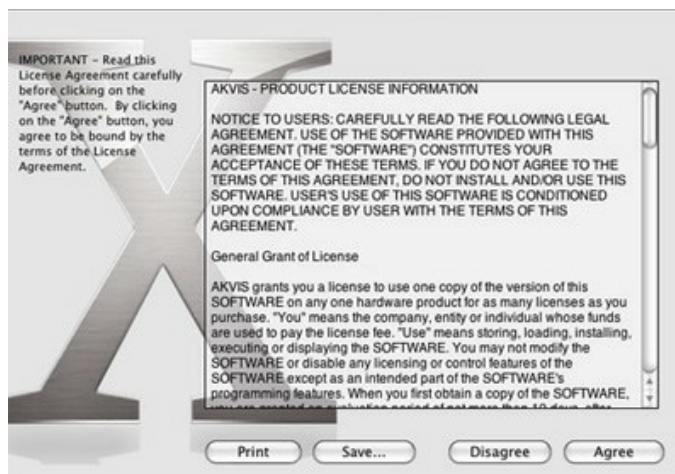 IMPORTANT - Read this
License Agreement carefully
before clicking on the
"Agree" button. By clicking
on the "Agree" button, you
agree to be bound by the
terms of the License
Agreement.
AKVIS - PRODUCT LICENSE INFORMATION
NOTICE TO USERS: CAREFULLY READ THE FOLLOWING LEGAL
AGREEMENT. USE OF THE SOFTWARE PROVIDED WITH THIS
AGREEMENT (THE "SOFTWARE") CONSTITUTES YOUR
ACCEPTANCE OF THESE TERMS. IF YOU DO NOT AGREE TO THE
TERMS OF THIS AGREEMENT, DO NOT INSTALL AND/OR USE THIS
SOFTWARE. USER'S USE OF THIS SOFTWARE IS CONDITIONED
UPON COMPLIANCE BY USER WITH THE TERMS OF THIS
AGREEMENT.
General Grant of License
AKVIS grants you a license to use one copy of the version of this
SOFTWARE on any one hardware product for as many licenses as you
purchase. "You" means the company, entity or individual whose funds
are used to pay the license fee. "Use" means storing, loading, installing,
executing or displaying the SOFTWARE. You may not modify the
SOFTWARE or disable any licensing or control features of the
SOFTWARE except as an intended part of the SOFTWARE's
programming features. When you first obtain a copy of the SOFTWARE,
Print
Save...
Disagree
Agree